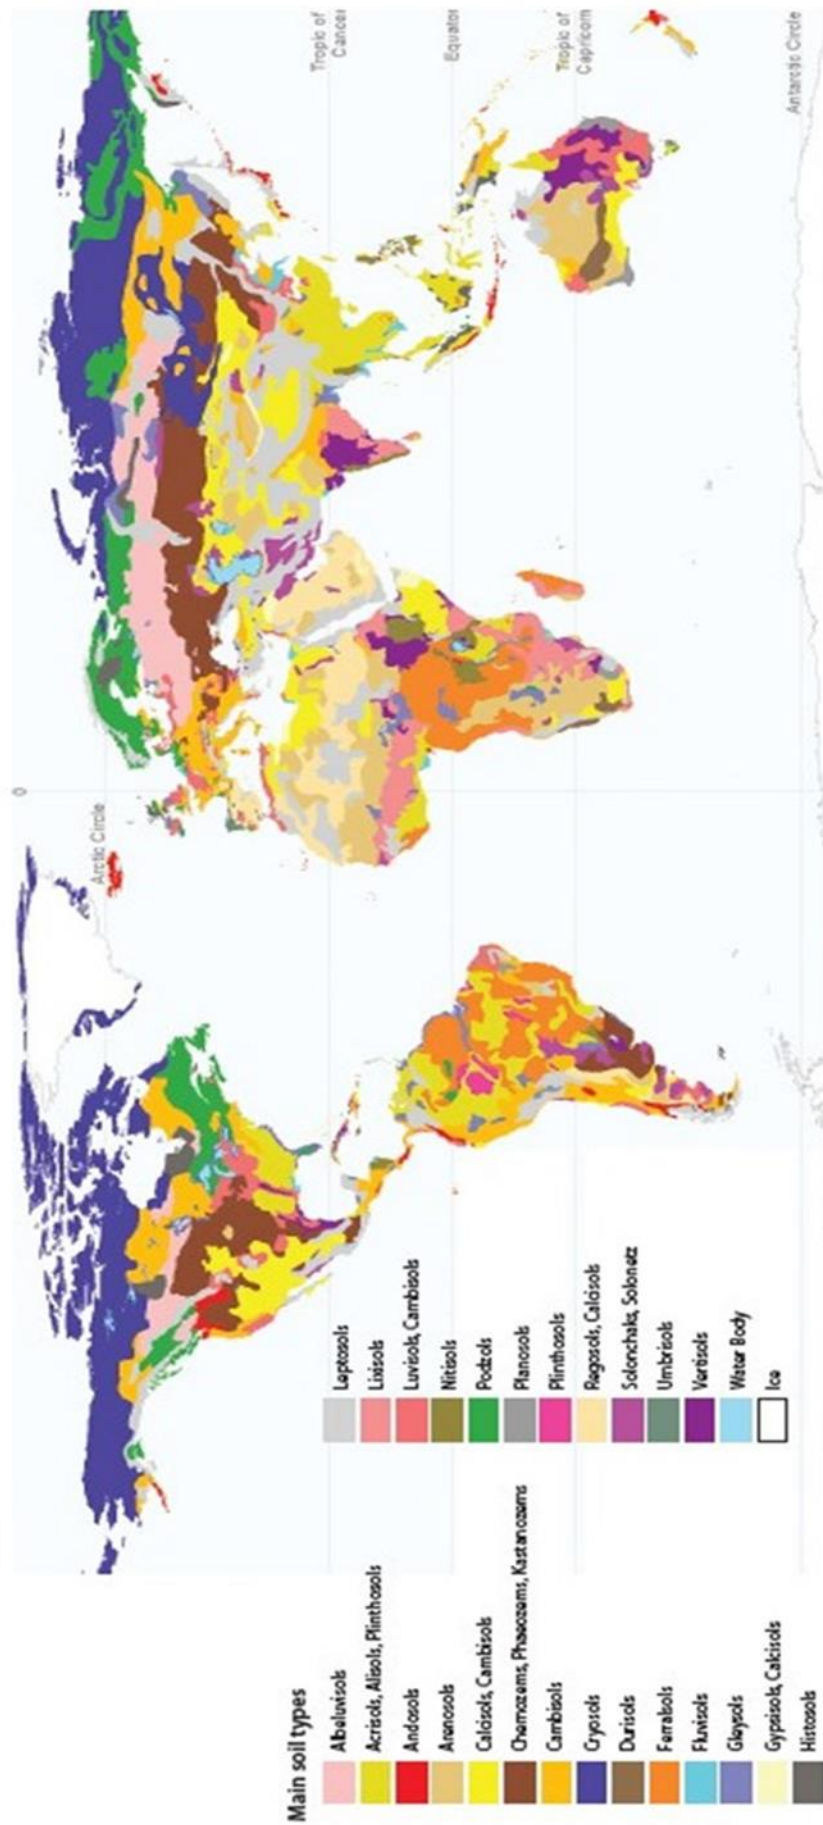 0
Arctic Circle
Tropic of
Cancer
Equator
Tropic of
Capricorn
Antarctic Circle
Main soil types
Albeluvisols
Acrisols, Alisols, Plinthosols
Andosols
Arenosols
Calcisols, Cambisols
Chernozems, Phaeozems, Kastanozems
Cambisols
Cryosols
Durisols
Ferralsols
Fluvisols
Gleysols
Gypsisols, Calcisols
Histosols
Leptosols
Lixisols
Luvisols, Cambisols
Nitisols
Podzols
Planosols
Plinthosols
Regosols, Calcisols
Solonchaks, Solonetz
Umbrisols
Vertisols
Water Body
Ice